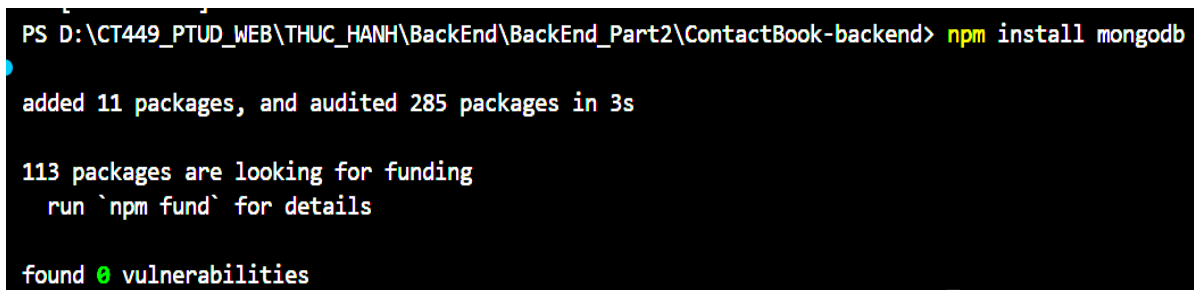 PS D:\CT449_PTUD_WEB\THUC_HANH\BackEnd\BackEnd_Part2\ContactBook-backend> npm install mongodb
added 11 packages, and audited 285 packages in 3s
113 packages are looking for funding
  run `npm fund` for details
found 0 vulnerabilities